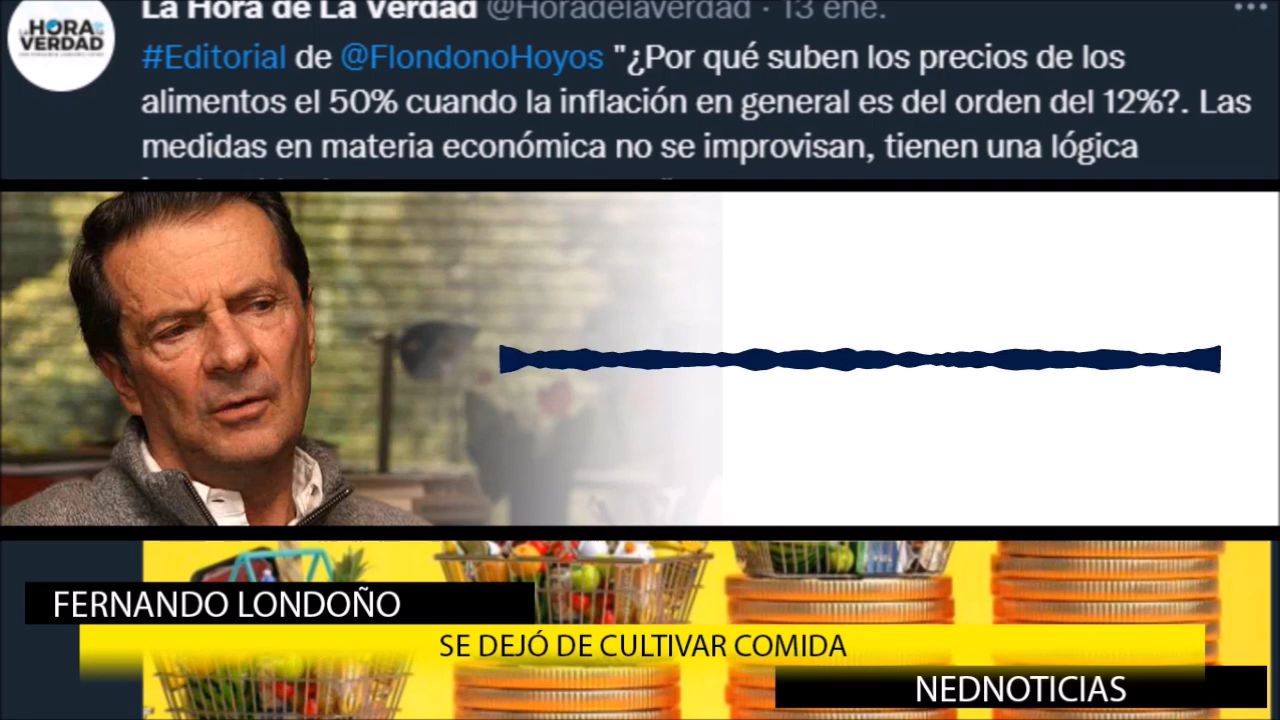 La Hora de La Verdad @Horadelaverdad · 13 ene.
HORA
VERDAD
#Editorial de @FlondonoHoyos "¿Por qué suben los precios de los
alimentos el 50% cuando la inflación en general es del orden del 12%?. Las
medidas en materia económica no se improvisan, tienen una lógica
FERNANDO LONDOÑO
SE DEJÓ DE CULTIVAR COMIDA
NEDNOTICIAS